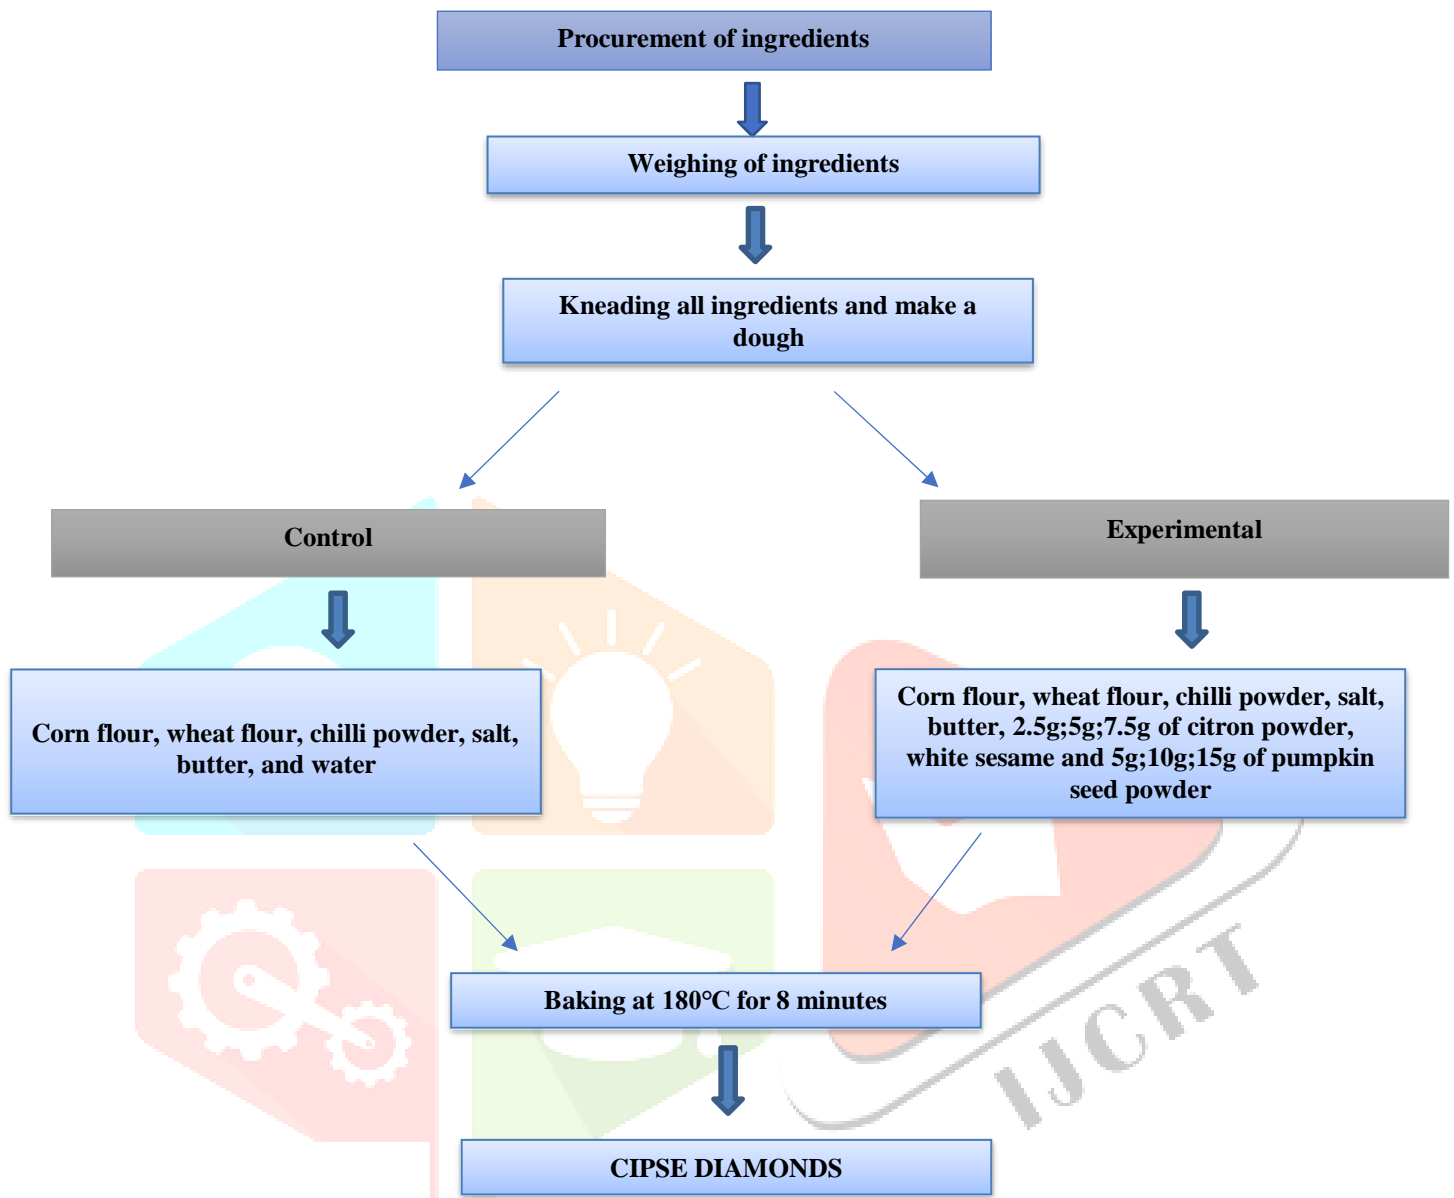 Procurement of ingredients
Weighing of ingredients
Kneading all ingredients and make a
dough
Control
Experimental
Corn flour, wheat flour, chilli powder, salt,
butter, and water
Corn flour, wheat flour, chilli powder, salt,
butter, 2.5g;5g;7.5g of citron powder,
white sesame and 5g;10g;15g of pumpkin
seed powder
Baking at 180°C for 8 minutes
IJCRT
CIPSE DIAMONDS